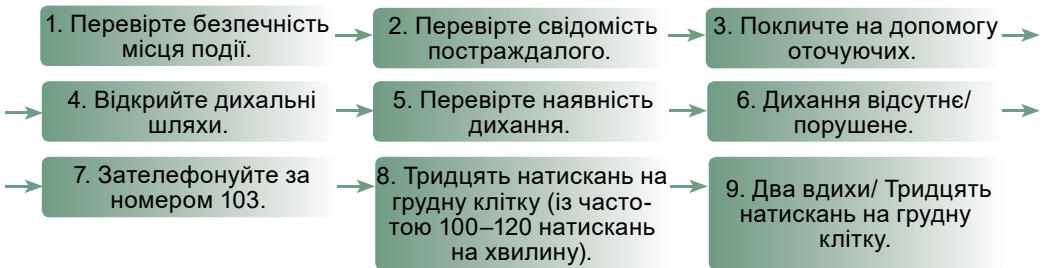 1. Перевірте безпечність
місця події.
2. Перевірте свідомість
постраждалого.
3. Покличте на допомогу
оточуючих.
4. Відкрийте дихальні
шляхи.
5. Перевірте наявність
дихання.
6. Дихання відсутнє/
порушене.
7. Зателефонуйте за
номером 103.
8. Тридцять натискань на
грудну клітку (із часто-
тою 100–120 натискань
на хвилину).
9. Два вдихи/ Тридцять
натискань на грудну
клітку.